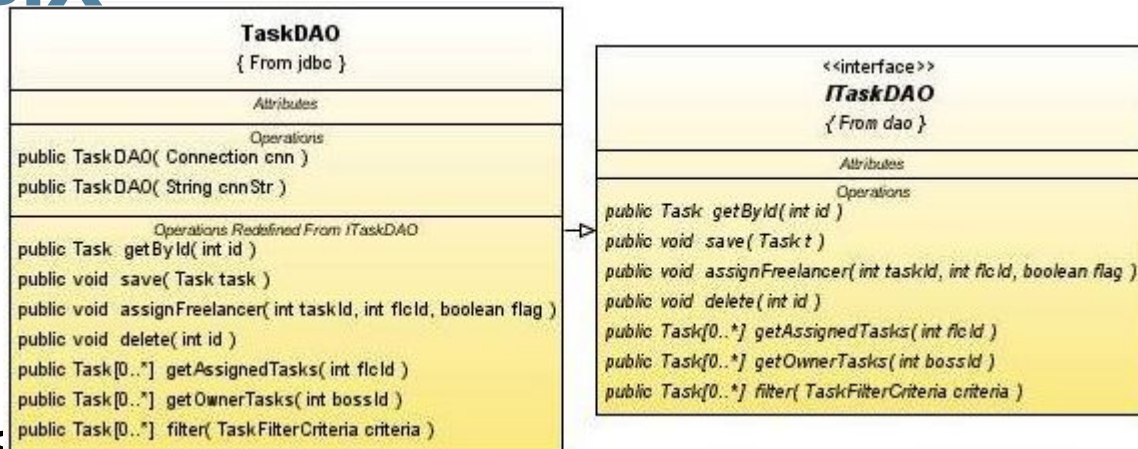 TaskDAO
{ From jdbc }
Attributes
Operations
public TaskDAO( Connection cnn )
public TaskDAO( String cnnStr )
Operations Redefined From ITaskDAO
public Task getById( int id )
public void save( Task task )
public void assignFreelancer( int taskId, int flcId, boolean flag )
public void delete( int id )
public Task[0..*] getAssignedTasks( int flcId )
public Task[0..*] getOwnerTasks( int bossId )
public Task[0..*] filter( TaskFilterCriteria criteria )
<<interface>>
ITaskDAO
{ From dao }
Attributes
Operations
public Task getById( int id )
public void save( Task t )
public void assignFreelancer( int taskId, int flcId, boolean flag )
public void delete( int id )
public Task[0..*] getAssignedTasks( int flcId )
public Task[0..*] getOwnerTasks( int bossId )
public Task[0..*] filter( TaskFilterCriteria criteria )